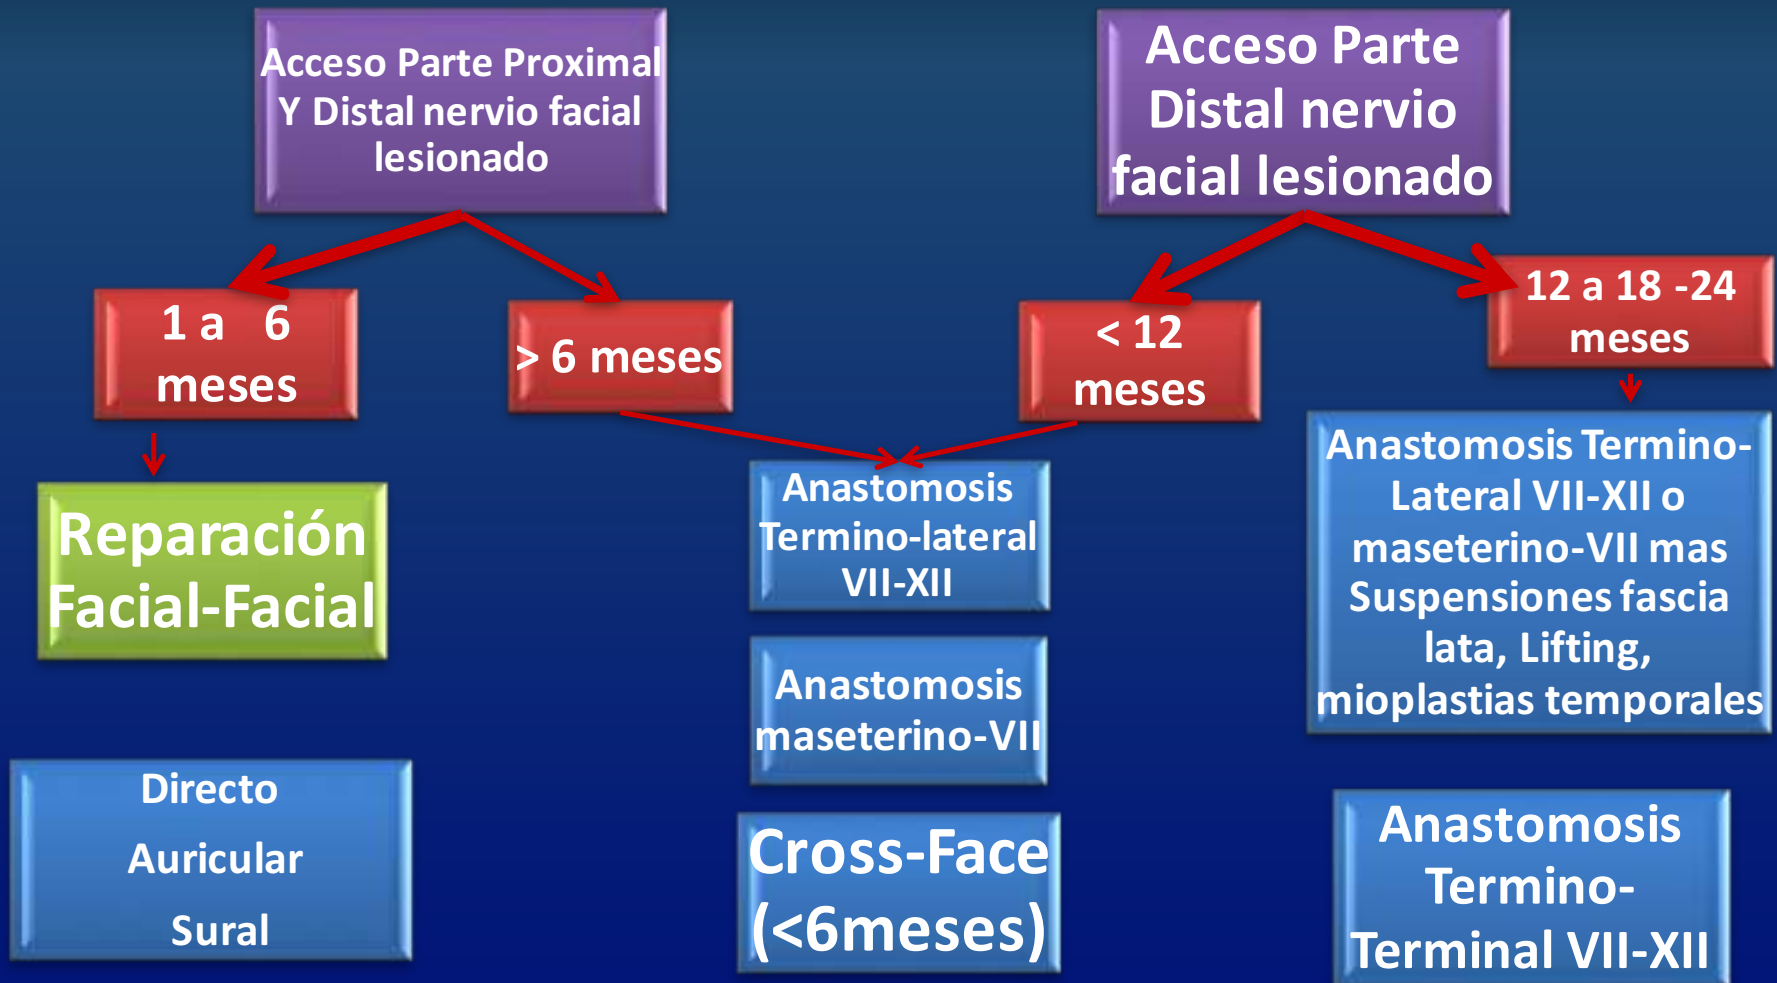 Acceso Parte Proximal
Y Distal nervio facial
lesionado
Acceso Parte
Distal nervio
facial lesionado
1 a 6
meses
> 6 meses
< 12
meses
12 a 18 -24
meses
Reparación
Facial-Facial
Anastomosis
Termino-lateral
VII-XII
Anastomosis Termino-
Lateral VII-XII o
maseterino-VII mas
Suspensiones fascia
lata, Lifting,
mioplastias temporales
Anastomosis
maseterino-VII
Directo
Auricular
Sural
Cross-Face
(<6meses)
Anastomosis
Termino-
Terminal VII-XII